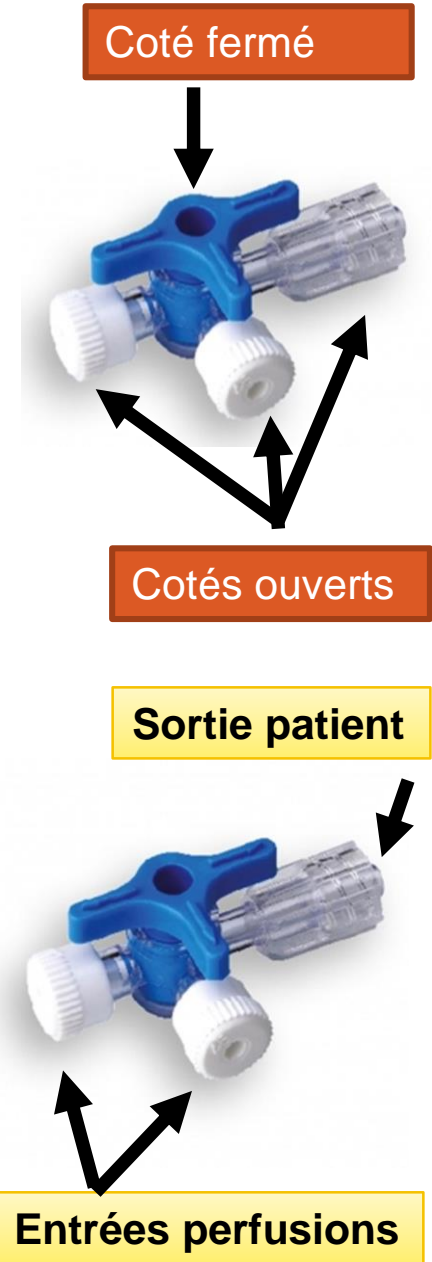 Coté fermé
Cotés ouverts
Sortie patient
Entrées perfusions